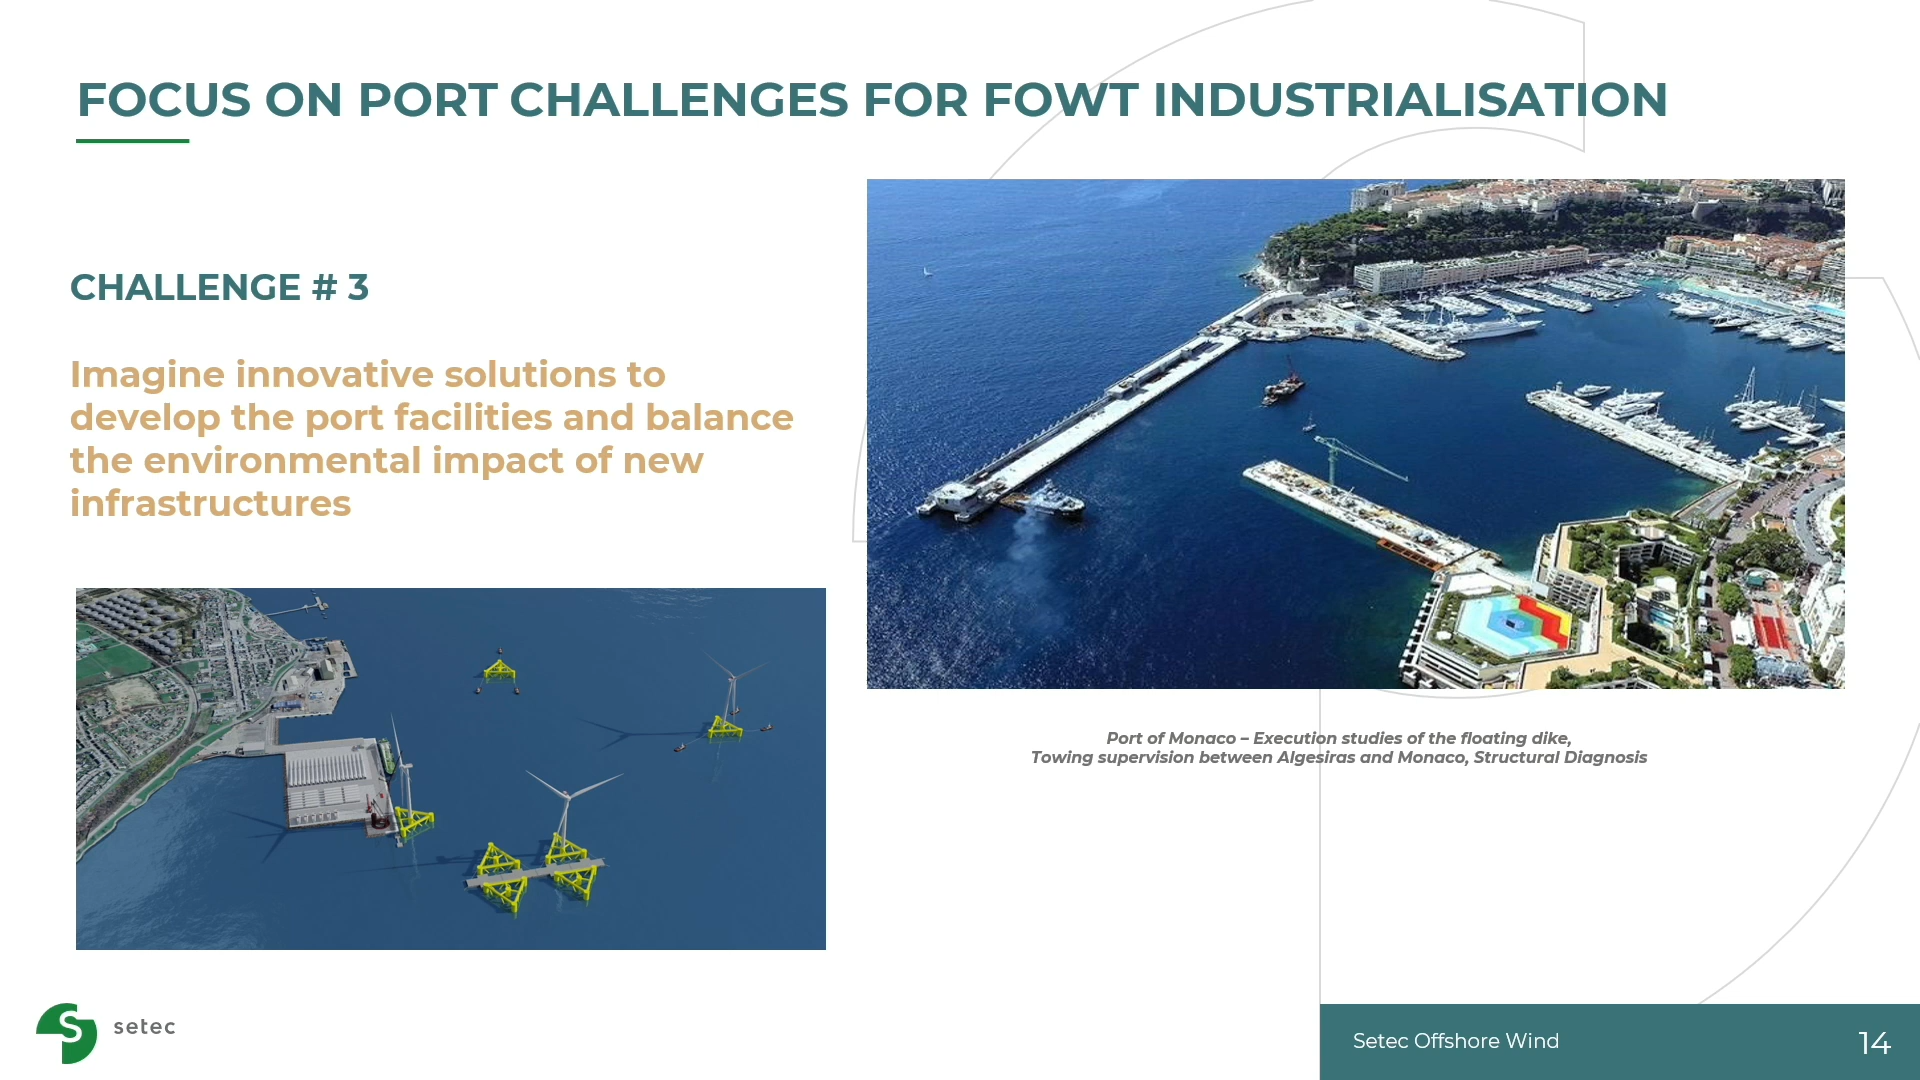 FOCUS ON PORT CHALLENGES FOR FOWT INDUSTRIALISATION
CHALLENGE # 3
Imagine innovative solutions to
develop the port facilities and balance
the environmental impact of new
infrastructures
Port of Monaco – Execution studies of the floating dike,
Towing supervision between Algesiras and Monaco, Structural Diagnosis
S setec
Setec Offshore Wind
14